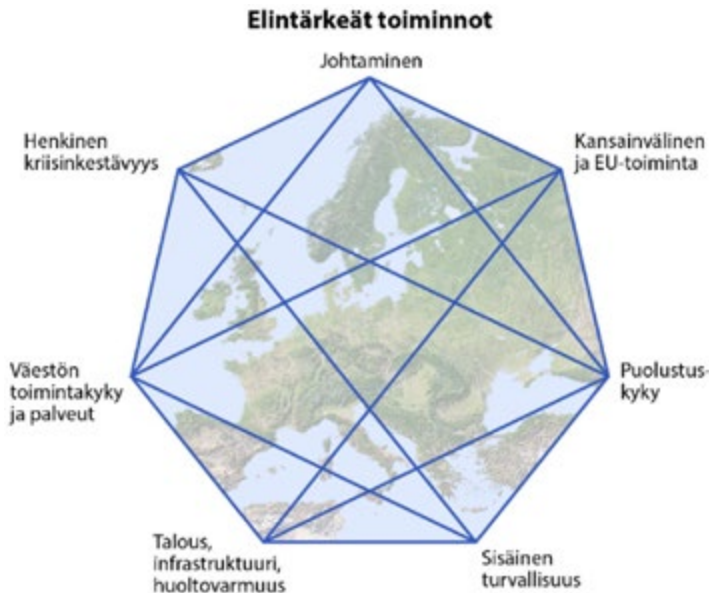 Elintärkeät toiminnot
Johtaminen
Henkinen
kriisinkestävyys
Kansainvälinen
ja EU-toiminta
Väestön
toimintakyky
ja palveut
Puolustus-
kyky
Talous,
infrastruktuuri,
huoltovarmuus
Sisäinen
turvallisuus